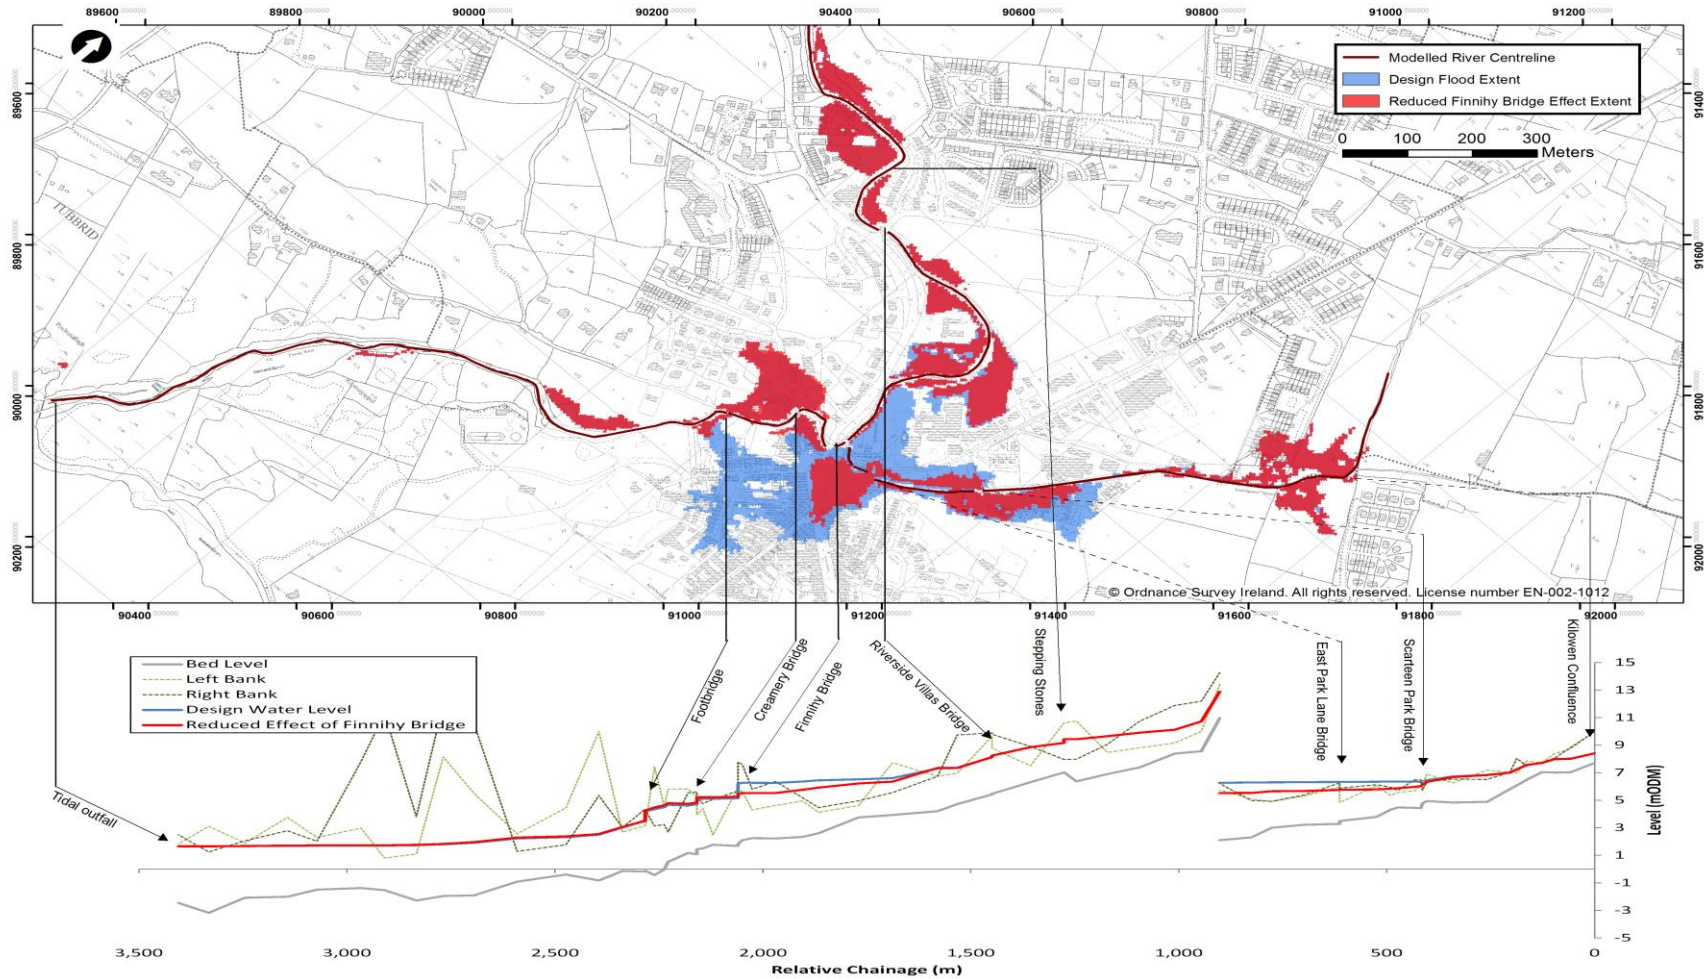 89600 89800 90000 90200 90400 90600 90800 91000 91200
Modelled River Centreline
Design Flood Extent
Reduced Finnihy Bridge Effect Extent
0 100 200 300
Meters
89600
89800
90000
90200
91400
91600
91800
92000
TUBBRID
© Ordnance Survey Ireland. All rights reserved. License number EN-002-1012
90400 90600 90800 91000 91200 91400 91600 91800 92000
Bed Level
Left Bank
Right Bank
Design Water Level
Reduced Effect of Finnihy Bridge
Tidal outfall
Footbridge
Creamery Bridge
Finnihy Bridge
Riverside Villas Bridge
Stepping Stones
East Park Lane Bridge
Scarteen Park Bridge
Kilowen Confluence
15
13
11
9
7
5
3
1
-1
-3
-5
Level (mODM)
3,500 3,000 2,500 2,000 1,500 1,000 500 0
Relative Chainage (m)